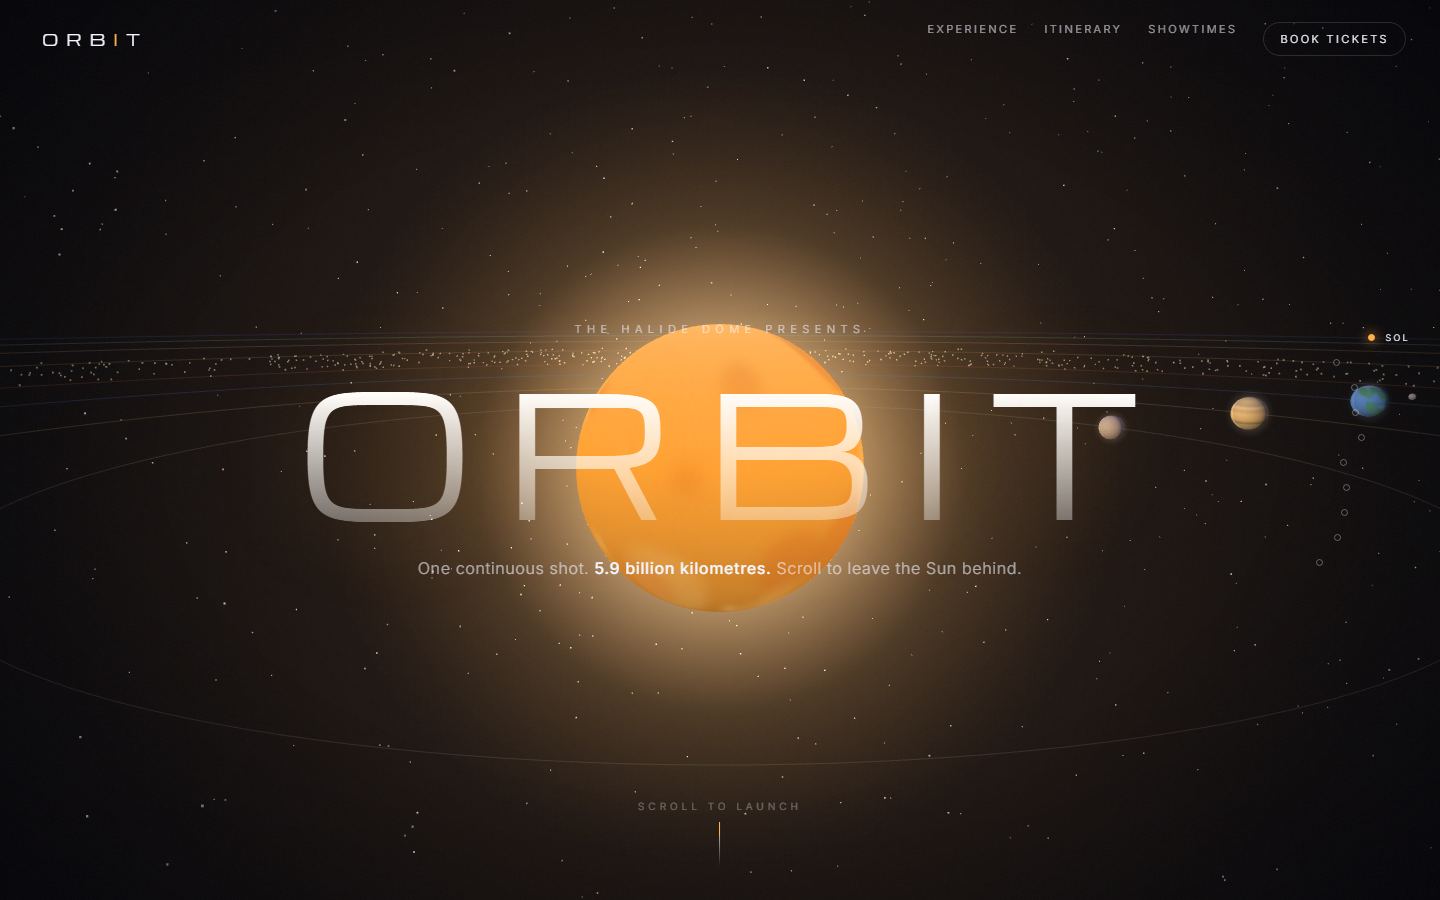 ORBIT
EXPERIENCE
ITINERARY
SHOWTIMES
BOOK TICKETS
THE HALIDE DOME PRESENTS
SOL
ORBIT
One continuous shot. 5.9 billion kilometres. Scroll to leave the Sun behind.
SCROLL TO LAUNCH